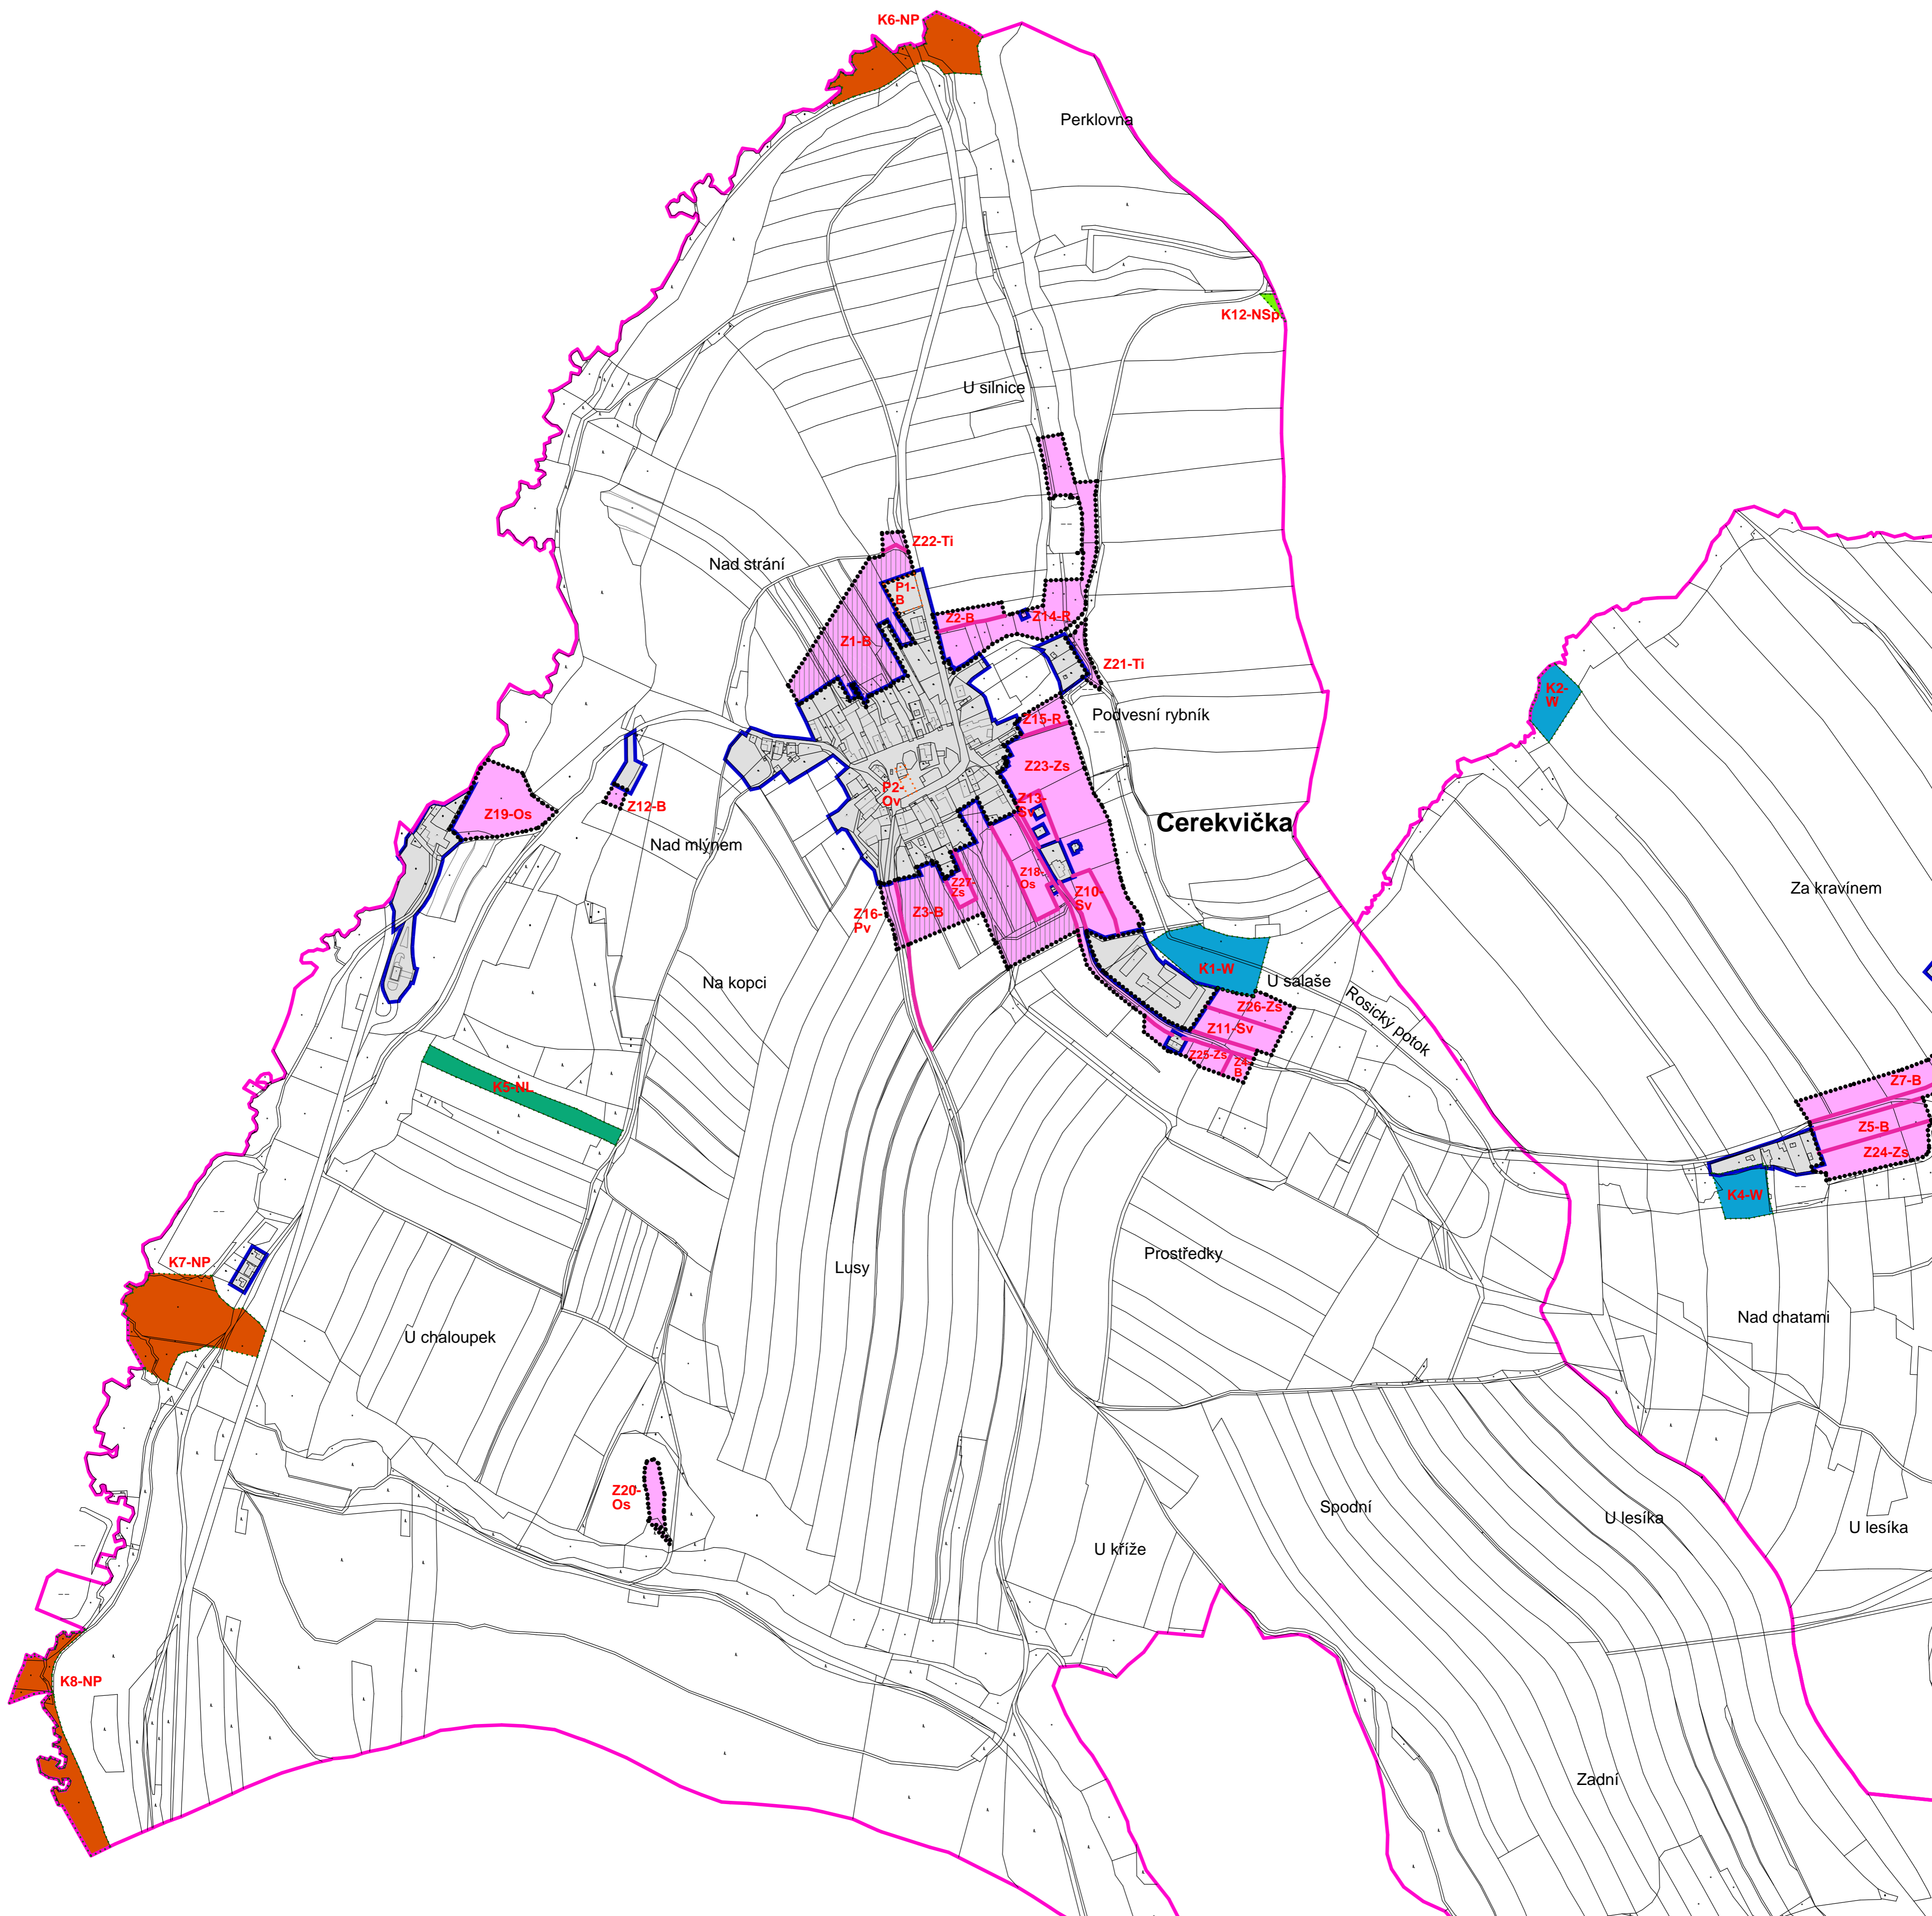 K6-NP
Perklovna
K12-NSp
U silnice
Z22-Ti
Nad strání
P1-
B
Z2-B
Z14-R
Z1-B
Z21-Ti
K2-
W
Podvesní rybník
Z15-R
Z23-Zs
P2-
Ov
Z13-
Sv
Z12-B
Z19-Os
Cerekvička
Nad mlýnem
Z18-
Os
Z27-
Zs
Z10-
Sv
Za kravínem
Z16-
Pv
Z3-B
K1-W
U salaše
Na kopci
Z26-Zs
Rosický potok
Z11-Sv
Z25-Zs
Z4-
B
K5-NL
Z7-B
Z5-B
Z24-Zs
K4-W
K7-NP
Prostředky
Lusy
U chaloupek
Nad chatami
Z20-
Os
Spodní
U lesíka
U lesíka
U kříže
K8-NP
Zadní